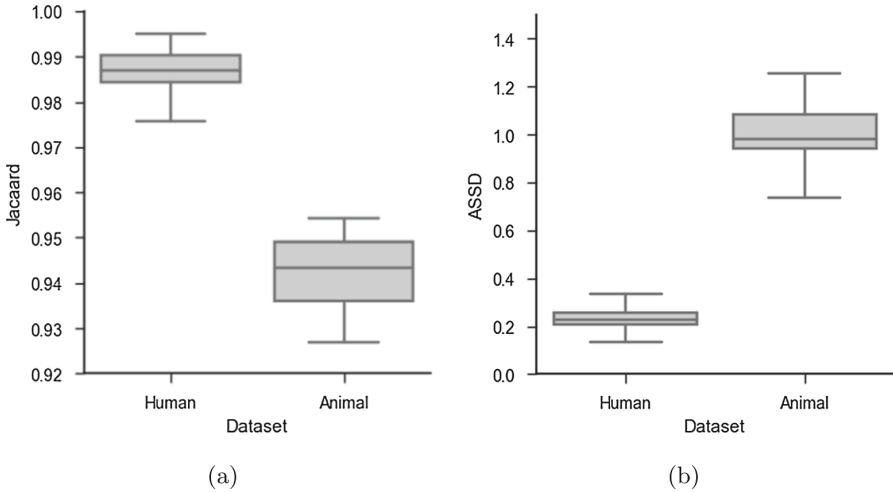 1.00
0.99
0.98
0.97
0.96
0.95
0.94
0.93
0.92
Jacaard
Human
Animal
Dataset
(a)
1.4
1.2
1.0
0.8
0.6
0.4
0.2
0.0
ASSD
Human
Animal
Dataset
(b)